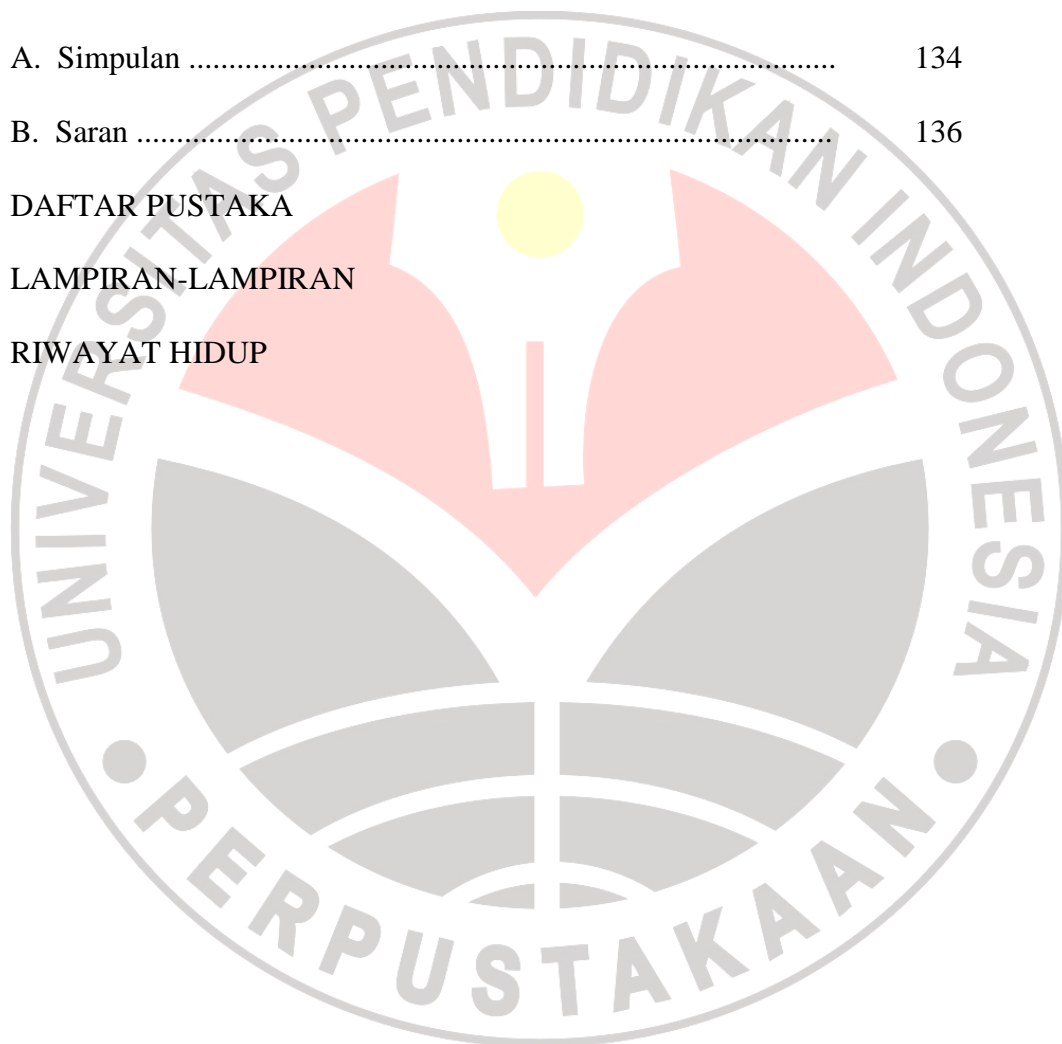 A. Simpulan ................................................................................ 134
B. Saran ...................................................................................... 136
DAFTAR PUSTAKA
LAMPIRAN-LAMPIRAN
RIWAYAT HIDUP
UNIVERSITAS PENDIDIKAN INDONESIA
PERPUSTAKAAN